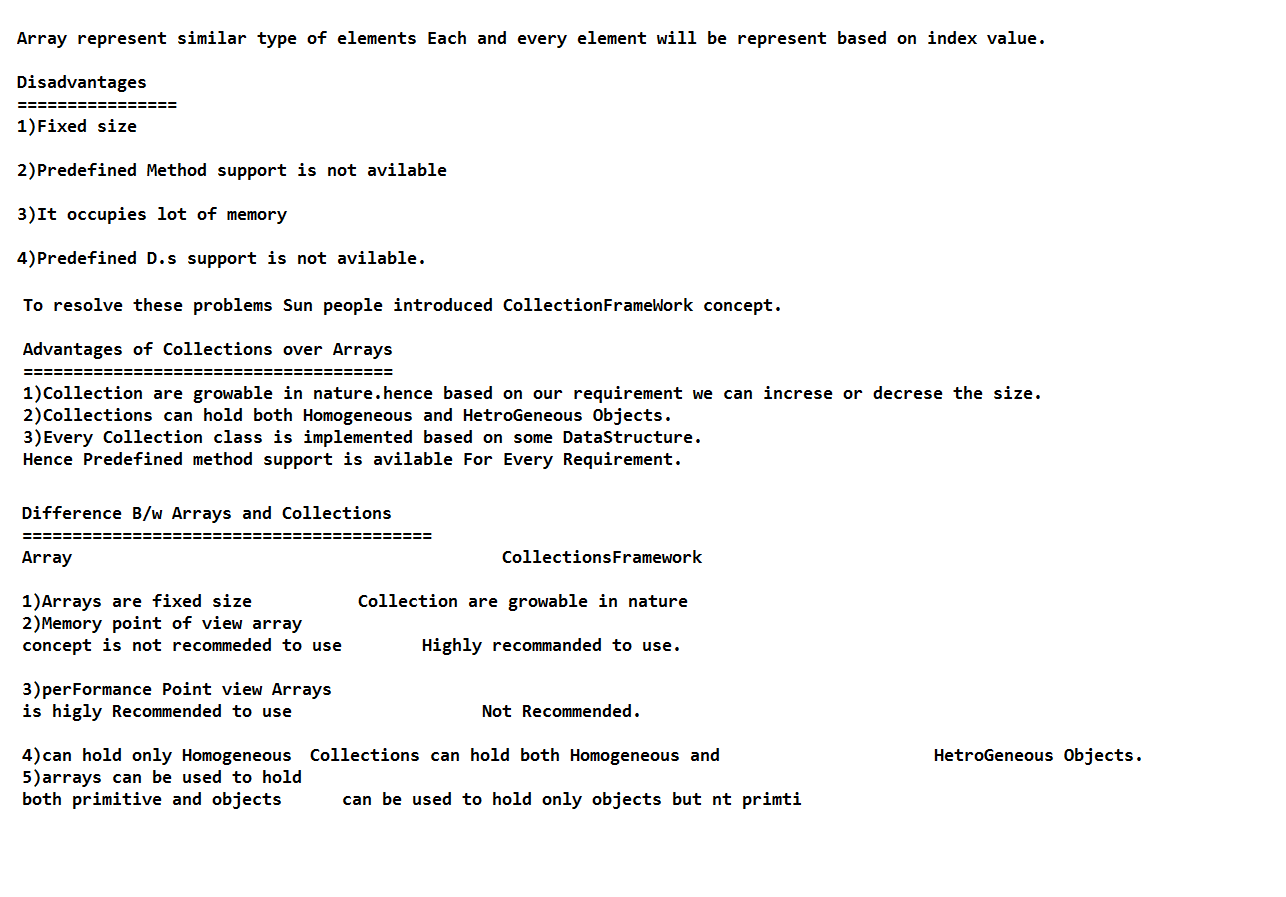 Array represent similar type of elements Each and every element will be represent based on index value.
Disadvantages
================
1)Fixed size
2)Predefined Method support is not avilable
3)It occupies lot of memory
4)Predefined D.s support is not avilable.
To resolve these problems Sun people introduced CollectionFrameWork concept.
Advantages of Collections over Arrays
=====================================
1)Collection are growable in nature.hence based on our requirement we can increse or decrese the size.
2)Collections can hold both Homogeneous and HetroGeneous Objects.
3)Every Collection class is implemented based on some DataStructure.
Hence Predefined method support is avilable For Every Requirement.
Difference B/w Arrays and Collections
=========================================
Array CollectionsFramework
1)Arrays are fixed size Collection are growable in nature
2)Memory point of view array
concept is not recommeded to use Highly recommanded to use.
3)perFormance Point view Arrays
is higly Recommended to use Not Recommended.
4)can hold only Homogeneous Collections can hold both Homogeneous and HetroGeneous Objects.
5)arrays can be used to hold
both primitive and objects can be used to hold only objects but nt primti